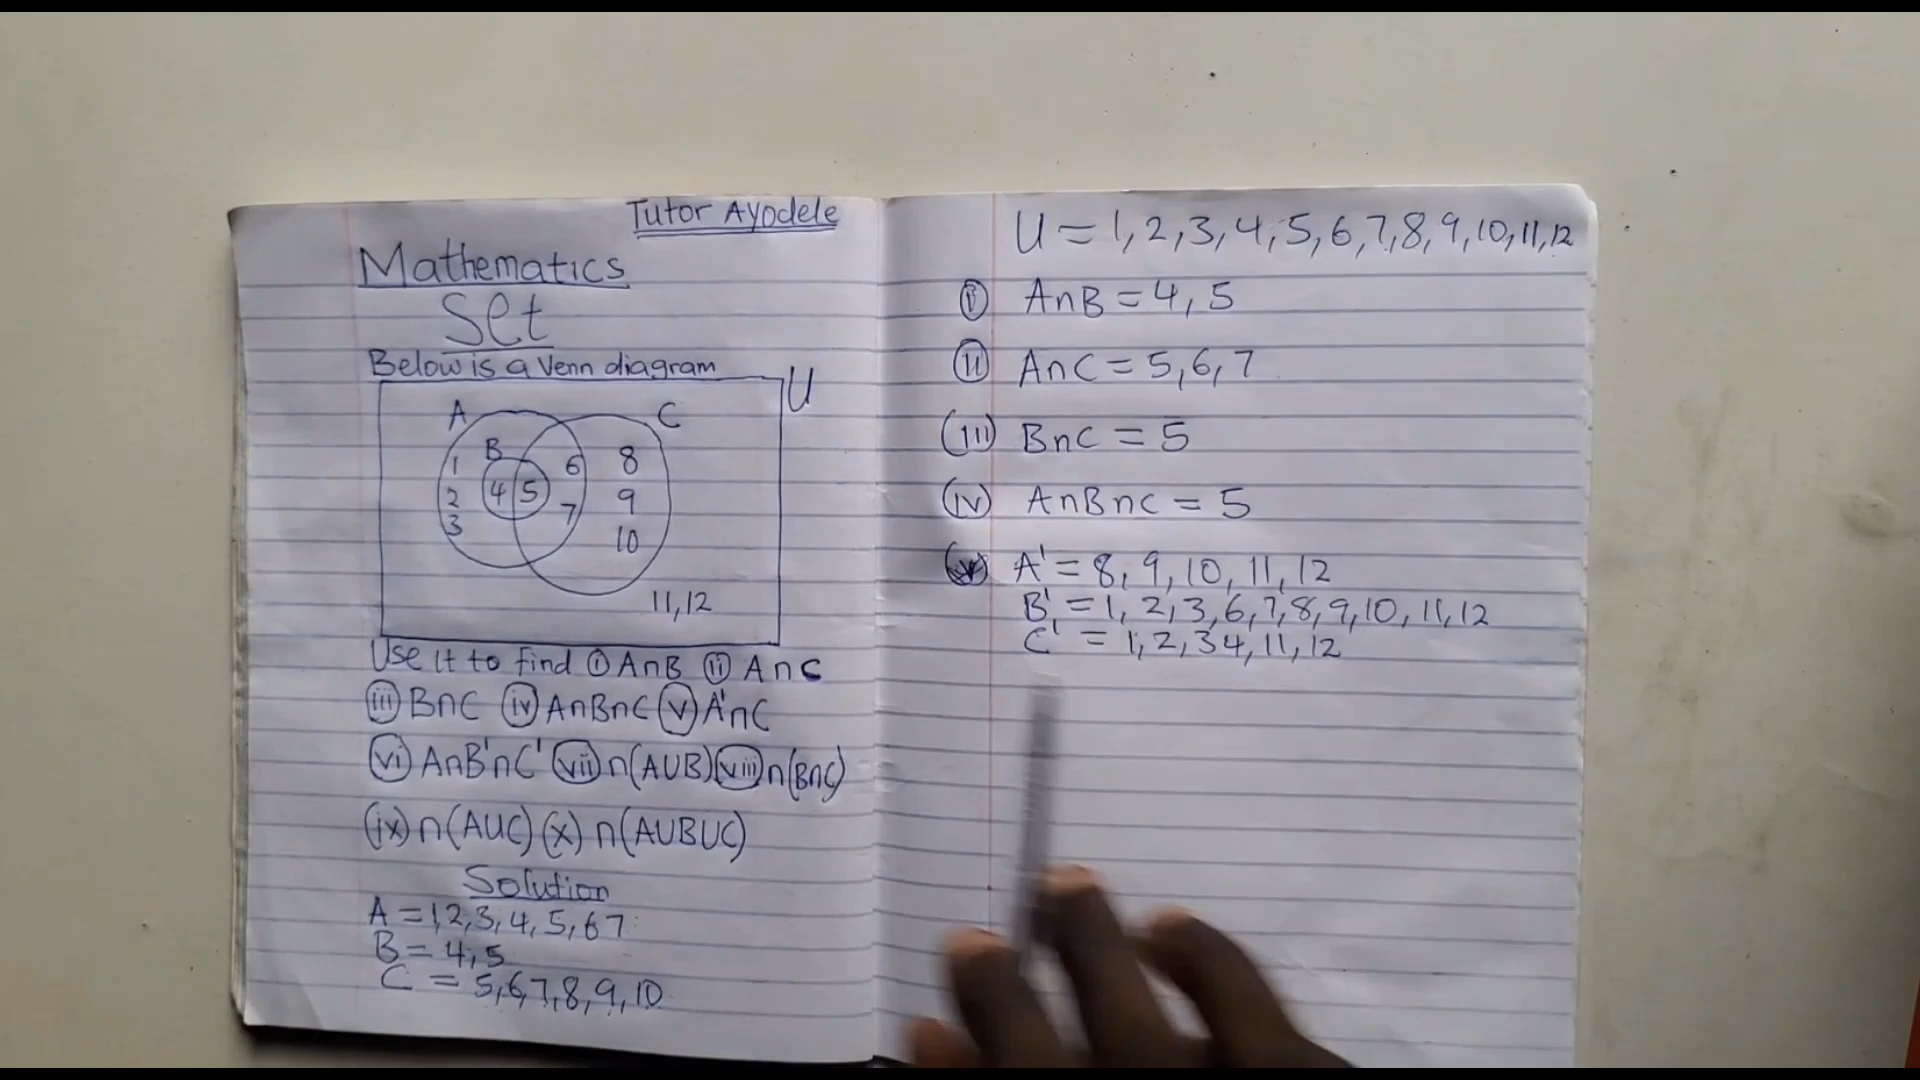 Tutor Ayodele
Mathematics
Set
Below is a Venn diagram
U
A C
B
1 6 8
2 4 5 9
3 7
10
11,12
Use it to find (i) A∩B (ii) A∩C
(iii) B∩C (iv) A∩B∩C (v) A'∩C
(vi) A∩B'∩C' (vii) n(AUB) (viii) n(B∩C)
(ix) n(AUC) (x) n(AUBUC)
Solution
A = 1,2,3,4,5,6 7
B = 4,5
C = 5,6,7,8,9,10
U = 1,2,3,4,5,6,7,8,9,10,11,12
(i) A∩B = 4,5
(ii) A∩C = 5,6,7
(iii) B∩C = 5
(iv) A∩B∩C = 5
A' = 8,9,10,11,12
B' = 1,2,3,6,7,8,9,10,11,12
C' = 1,2,3 4,11,12